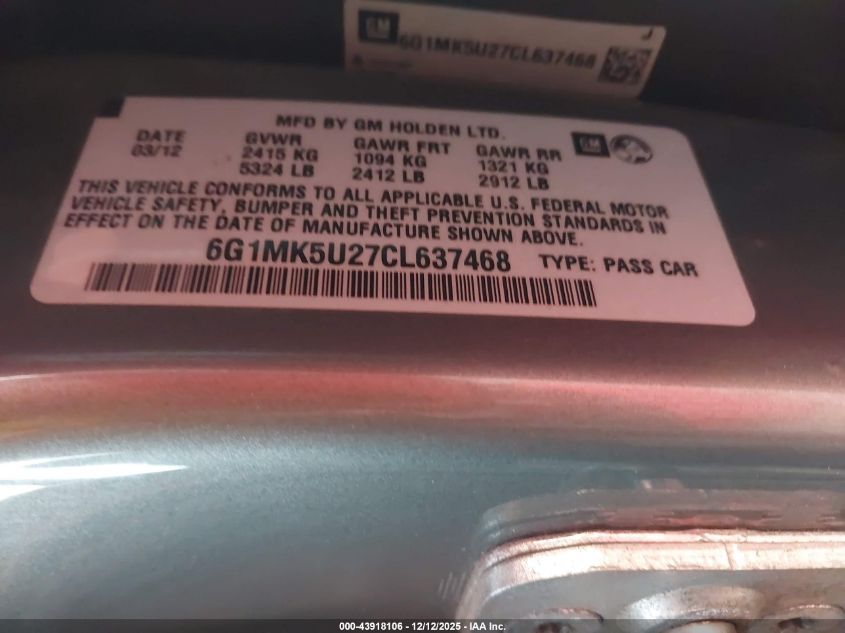 GM
J
6G1MK5U27CL637468
MFD BY GM HOLDEN LTD.
DATE GVWR GAWR FRT GAWR RR GM
03/12 2415 KG 1094 KG 1321 KG
5324 LB 2412 LB 2912 LB
THIS VEHICLE CONFORMS TO ALL APPLICABLE U.S. FEDERAL MOTOR
VEHICLE SAFETY, BUMPER AND THEFT PREVENTION STANDARDS IN
EFFECT ON THE DATE OF MANUFACTURE SHOWN ABOVE.
6G1MK5U27CL637468 TYPE: PASS CAR
000-43918106 - 12/12/2025 - IAA Inc.